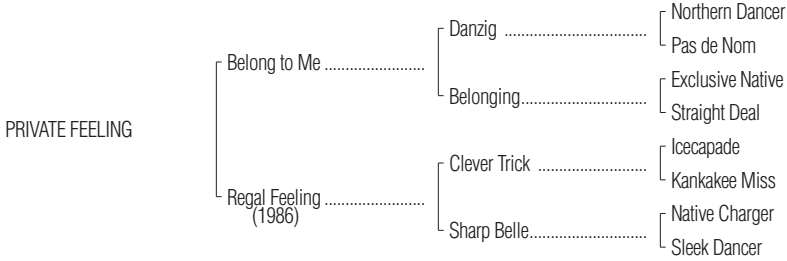 Northern Dancer
Danzig ................................
Pas de Nom
Belong to Me .......................
Exclusive Native
Belonging............................
Straight Deal
PRIVATE FEELING
Icecapade
Clever Trick ........................
Kankakee Miss
Regal Feeling .......................
(1986)
Native Charger
Sharp Belle..........................
Sleek Dancer